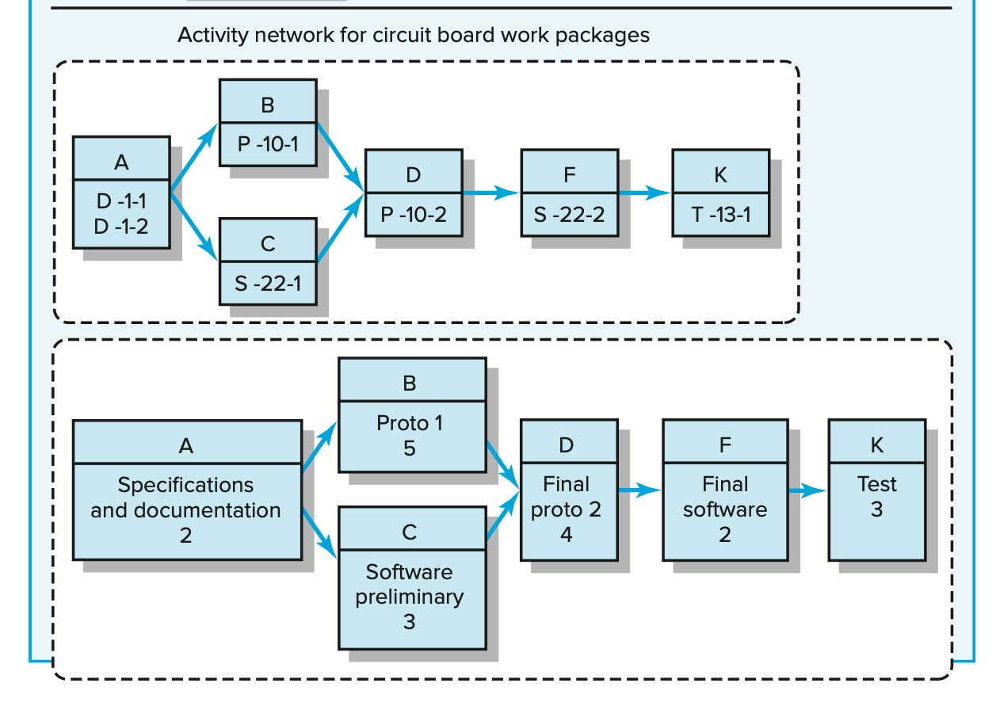 Activity network for circuit board work packages
A
D -1-1
D -1-2
B
P -10-1
C
S -22-1
D
P -10-2
F
S -22-2
K
T -13-1
A
Specifications
and documentation
2
B
Proto 1
5
C
Software
preliminary
3
D
Final
proto 2
4
F
Final
software
2
K
Test
3